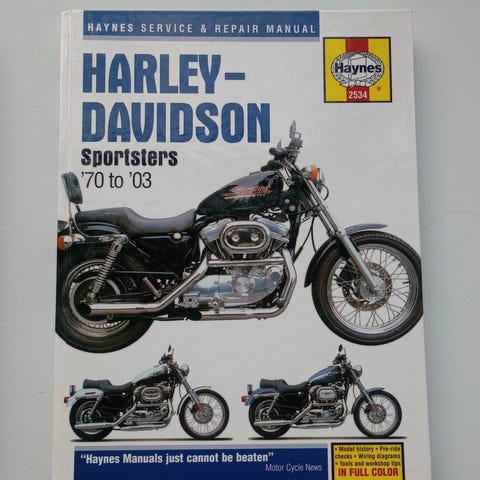 HAYNES SERVICE & REPAIR MANUAL
HARLEY-
DAVIDSON
Sportsters
'70 to '03
Haynes
2534
®
"Haynes Manuals just cannot be beaten"
Motor Cycle News
• Model history • Pre-ride
checks • Wiring diagrams
• Tools and workshop tips
IN FULL COLOR